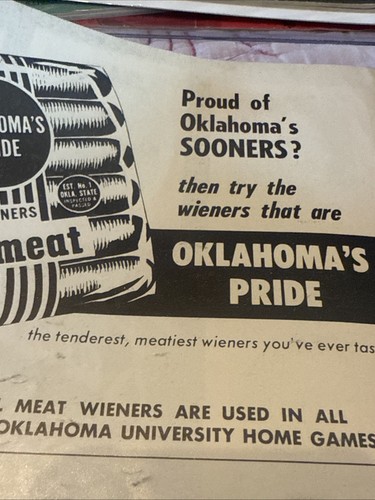 OMA'S
DE
EST. No. 1
OKLA. STATE
INSPECTED &
PASSED
NERS
meat
Proud of
Oklahoma's
SOONERS?
then try the
wieners that are
OKLAHOMA'S
PRIDE
the tenderest, meatiest wieners you've ever tas
MEAT WIENERS ARE USED IN ALL
OKLAHOMA UNIVERSITY HOME GAMES